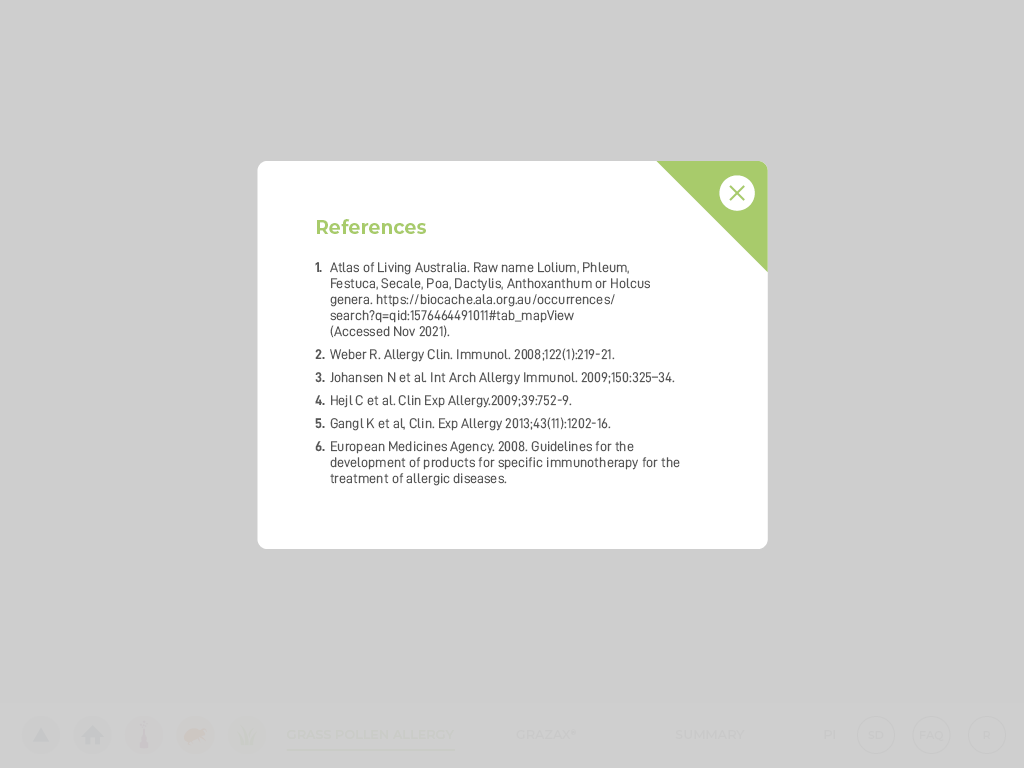 References
1. Atlas of Living Australia. Raw name Lolium, Phleum,
Festuca, Secale, Poa, Dactylis, Anthoxanthum or Holcus
genera. https://biocache.ala.org.au/occurrences/
search?q=qid:1576464491011#tab_mapView
(Accessed Nov 2021).
2. Weber R. Allergy Clin. Immunol. 2008;122(1):219-21.
3. Johansen N et al. Int Arch Allergy Immunol. 2009;150:325–34.
4. Hejl C et al. Clin Exp Allergy.2009;39:752-9.
5. Gangl K et al, Clin. Exp Allergy 2013;43(11):1202-16.
6. European Medicines Agency. 2008. Guidelines for the
development of products for specific immunotherapy for the
treatment of allergic diseases.
GRASS POLLEN ALLERGY GRAZAX® SUMMARY PI FAQ